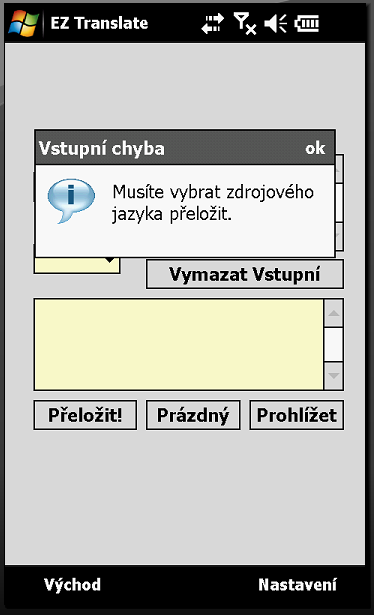 EZ Translate
Vstupní chyba ok
Musíte vybrat zdrojového
jazyka přeložit.
Vymazat Vstupní
Přeložit! Prázdný Prohlížet
Východ Nastavení